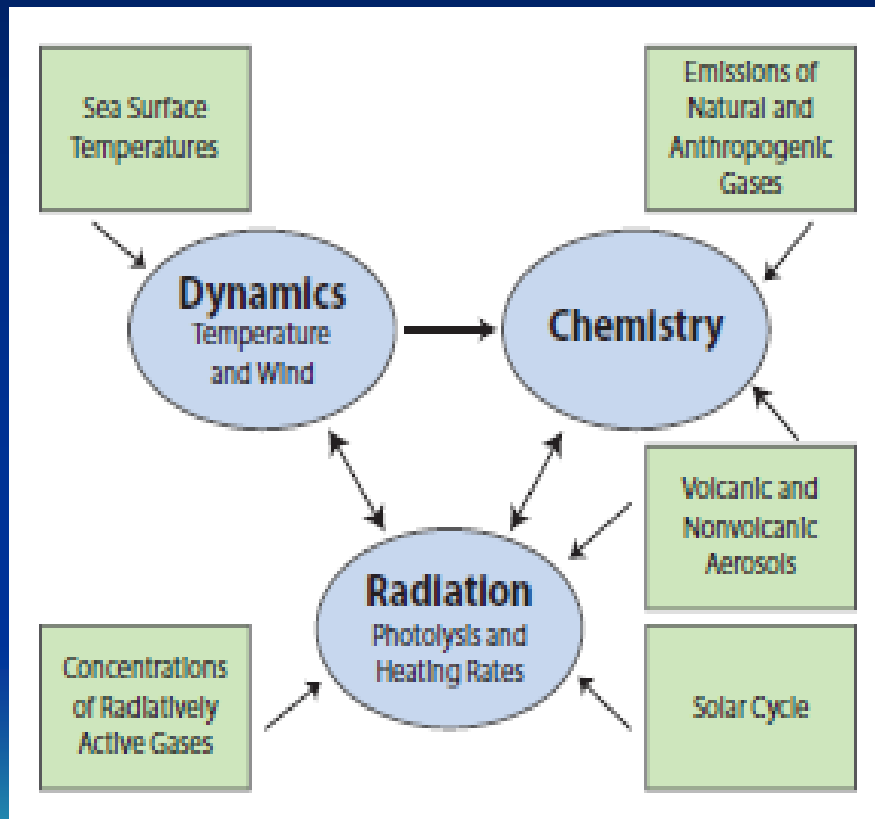 Sea Surface
Temperatures
Emissions of
Natural and
Anthropogenic
Gases
Dynamics
Temperature
and Wind
Chemistry
Volcanic and
Nonvolcanic
Aerosols
Radiation
Photolysis and
Heating Rates
Concentrations
of Radiatively
Active Gases
Solar Cycle